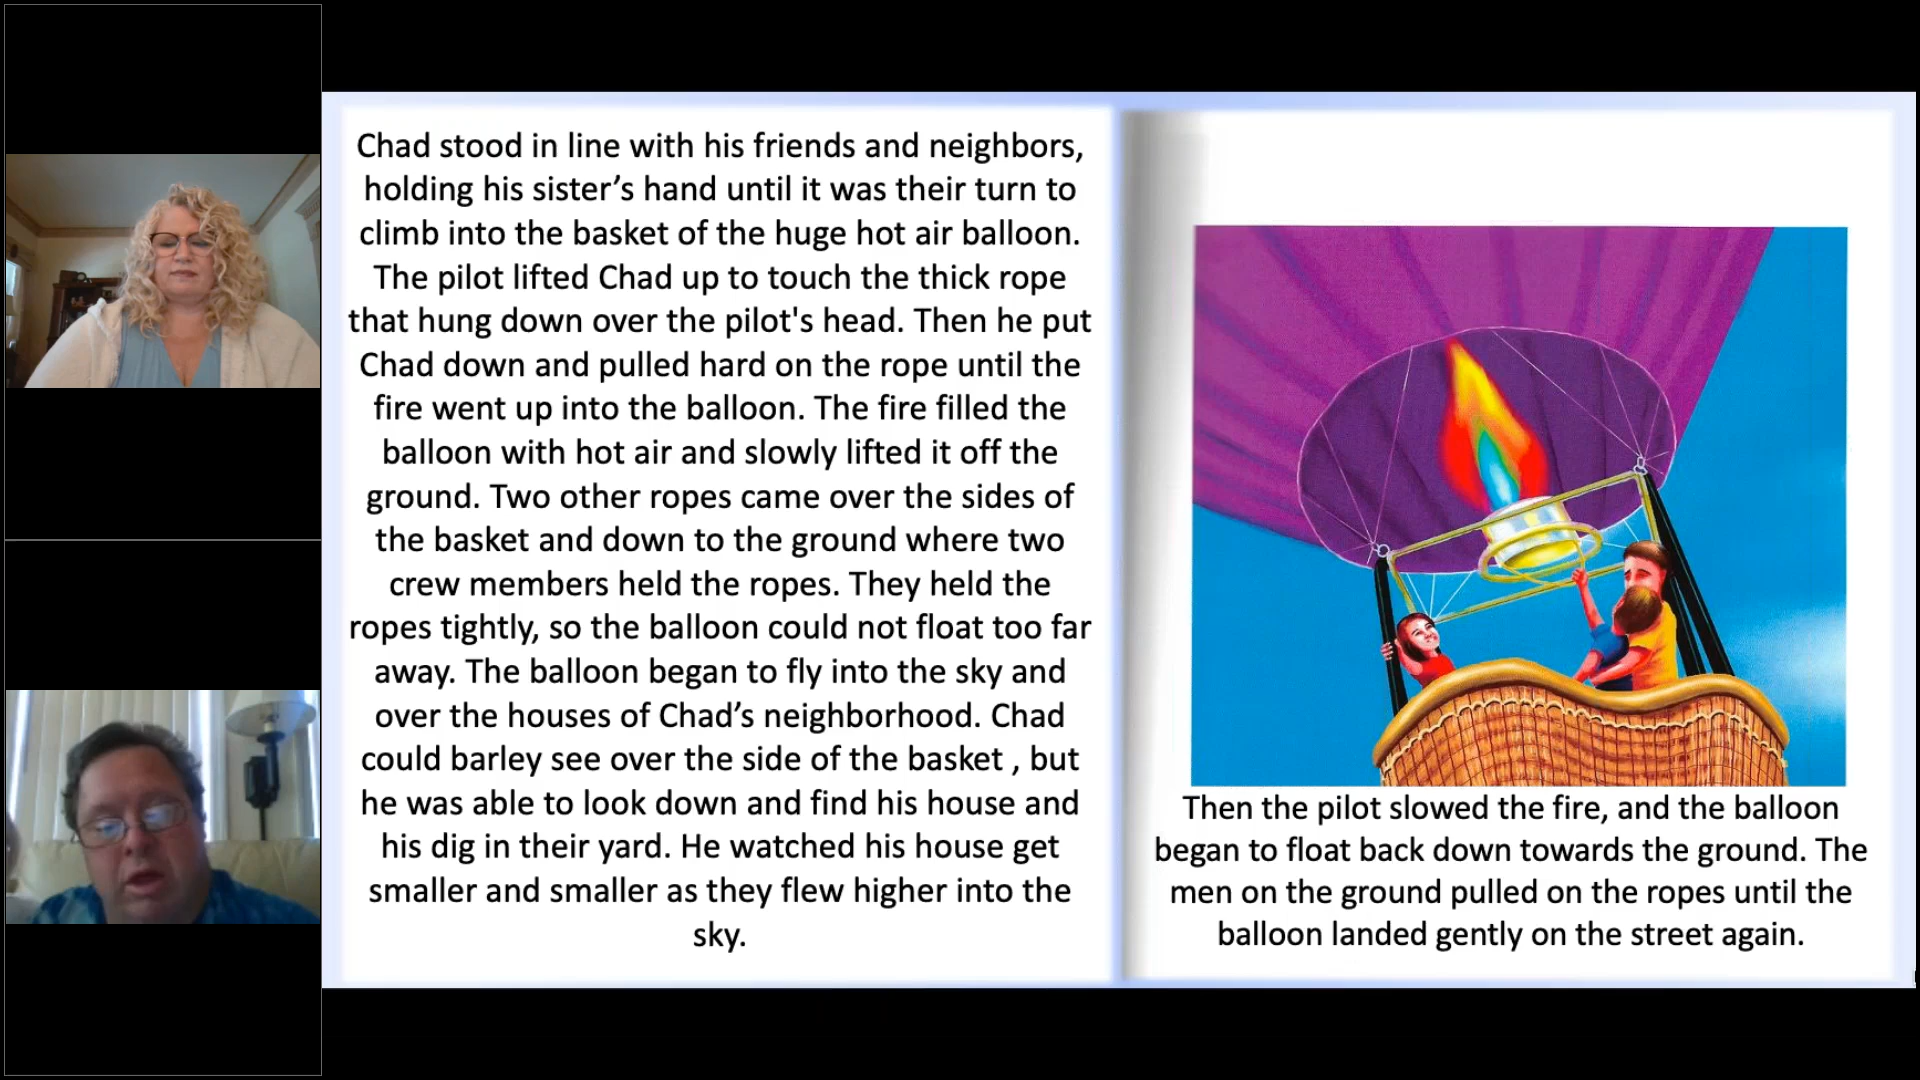 Chad stood in line with his friends and neighbors,
holding his sister’s hand until it was their turn to
climb into the basket of the huge hot air balloon.
The pilot lifted Chad up to touch the thick rope
that hung down over the pilot's head. Then he put
Chad down and pulled hard on the rope until the
fire went up into the balloon. The fire filled the
balloon with hot air and slowly lifted it off the
ground. Two other ropes came over the sides of
the basket and down to the ground where two
crew members held the ropes. They held the
ropes tightly, so the balloon could not float too far
away. The balloon began to fly into the sky and
over the houses of Chad’s neighborhood. Chad
could barley see over the side of the basket , but
he was able to look down and find his house and
his dig in their yard. He watched his house get
smaller and smaller as they flew higher into the
sky.
Then the pilot slowed the fire, and the balloon
began to float back down towards the ground. The
men on the ground pulled on the ropes until the
balloon landed gently on the street again.